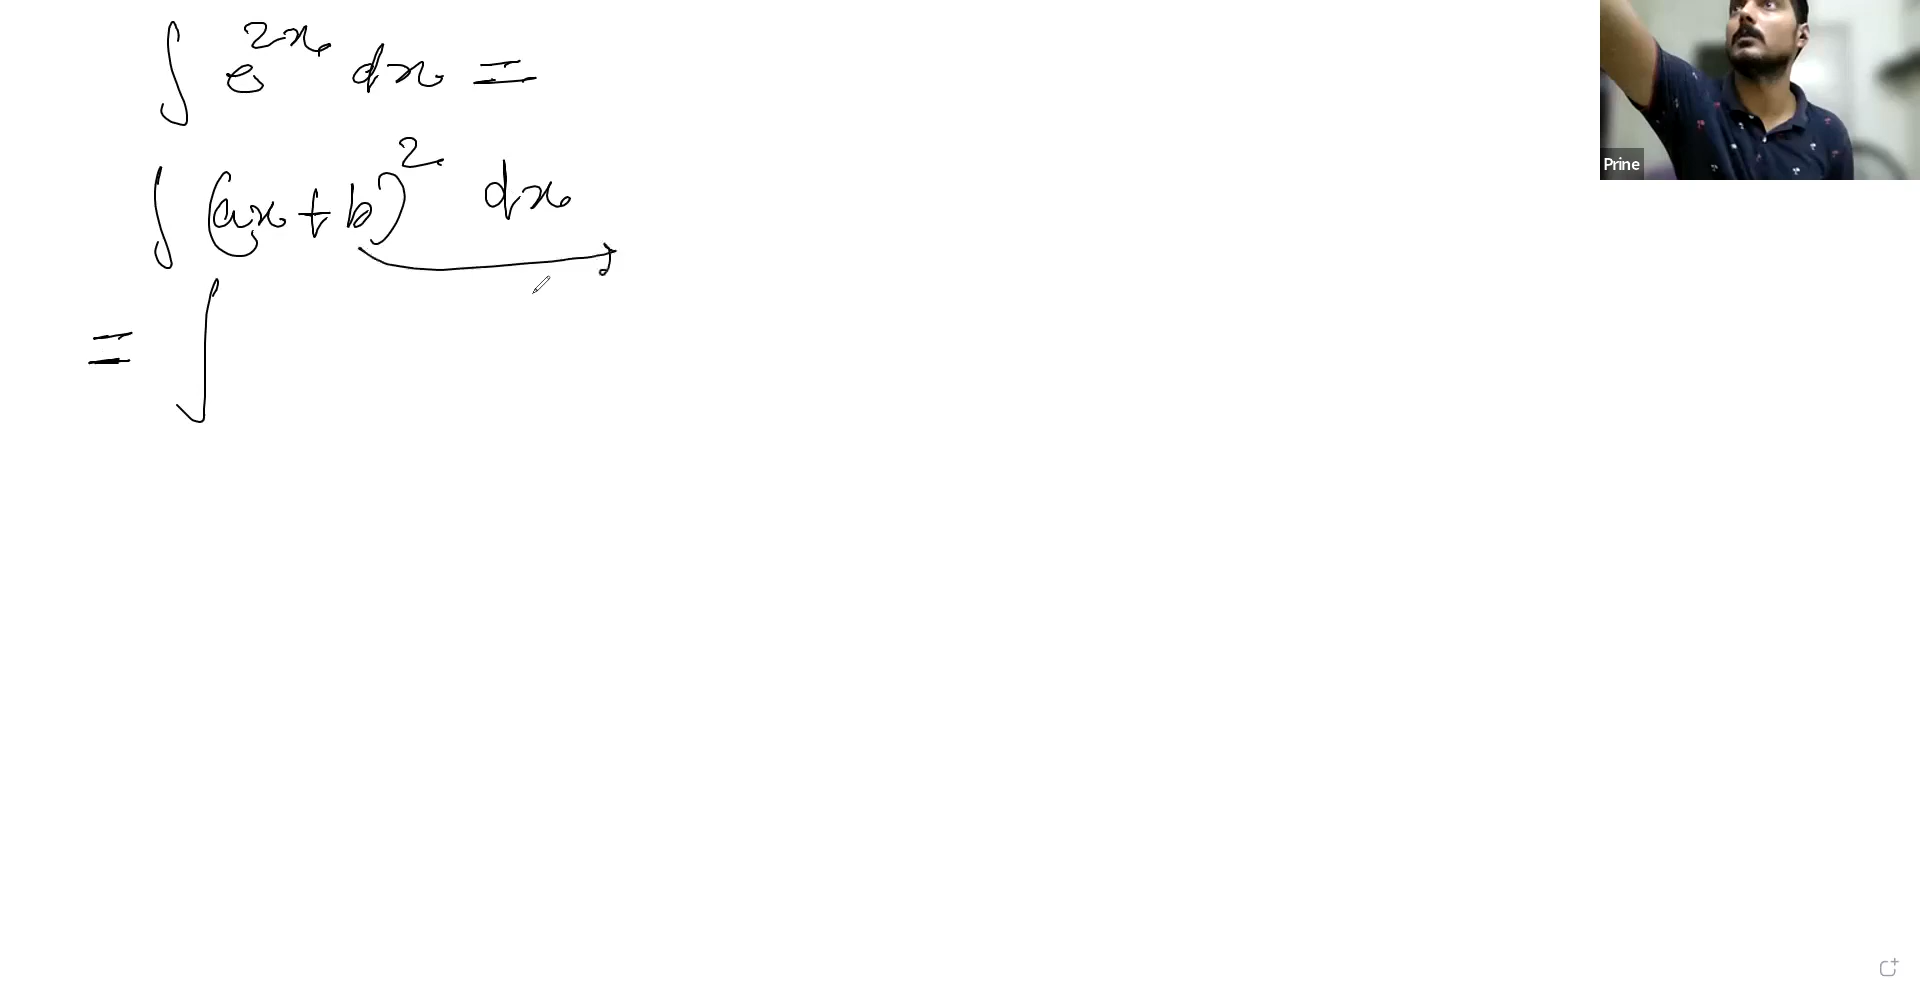 ∫ e^{2x} dx =
∫ (ax + b)^2 dx
= ∫
Prine